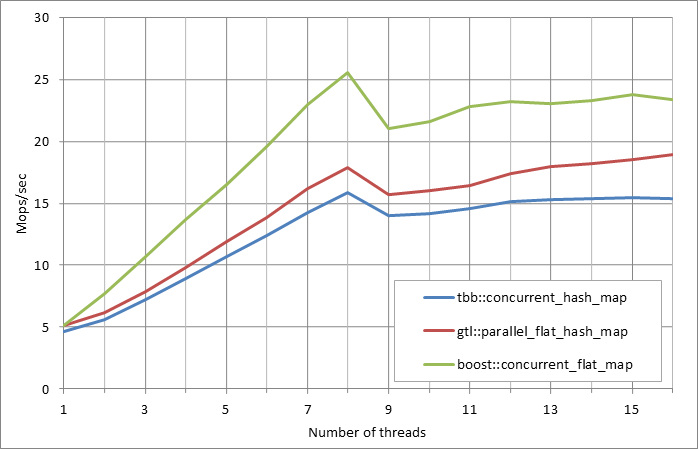 30
25
20
15
10
5
0
Mops/sec
tbb::concurrent_hash_map
gtl::parallel_flat_hash_map
boost::concurrent_flat_map
1 3 5 7 9 11 13 15
Number of threads